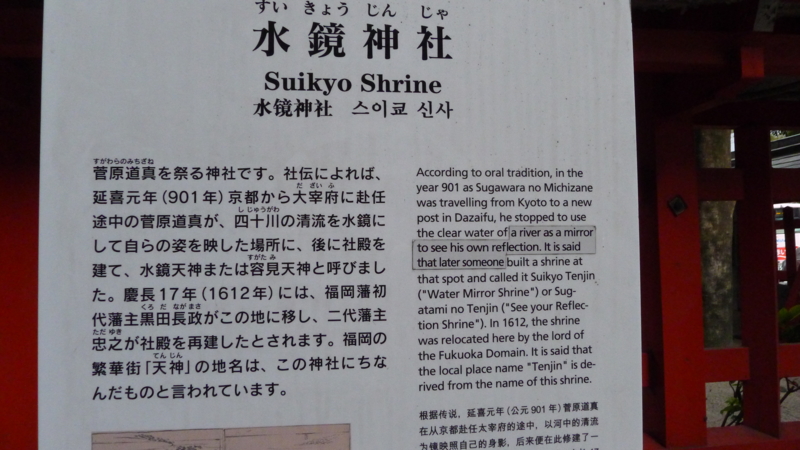 すい きょう じん じゃ
水鏡神社
Suikyo Shrine
水镜神社 스이쿄 신사
すがわらのみちざね
菅原道真を祭る神社です。社伝によれば、
だ ざい ふ
延喜元年(901年)京都から大宰府に赴任
しじゅうがわ
途中の菅原道真が、四十川の清流を水鏡に
して自らの姿を映した場所に、後に社殿を
すがた み
建て、水鏡天神または容見天神と呼びまし
た。慶長17年(1612年)には、福岡藩初
くろ だ なが まさ
代藩主黒田長政がこの地に移し、二代藩主
ただ ゆき
忠之が社殿を再建したとされます。福岡の
てん じん
繁華街「天神」の地名は、この神社にちな
んだものと言われています。
According to oral tradition, in the
year 901 as Sugawara no Michizane
was travelling from Kyoto to a new
post in Dazaifu, he stopped to use
the clear water of a river as a mirror
to see his own reflection. It is said
that later someone built a shrine at
that spot and called it Suikyo Tenjin
("Water Mirror Shrine") or Sug-
atami no Tenjin ("See your Reflec-
tion Shrine"). In 1612, the shrine
was relocated here by the lord of
the Fukuoka Domain. It is said that
the local place name "Tenjin" is de-
rived from the name of this shrine.
根据传说，延喜元年(公元901年)菅原道真
在从京都赴任太宰府的途中，以河中的清流
为镜映照自己的身影，后来便在此修建了一